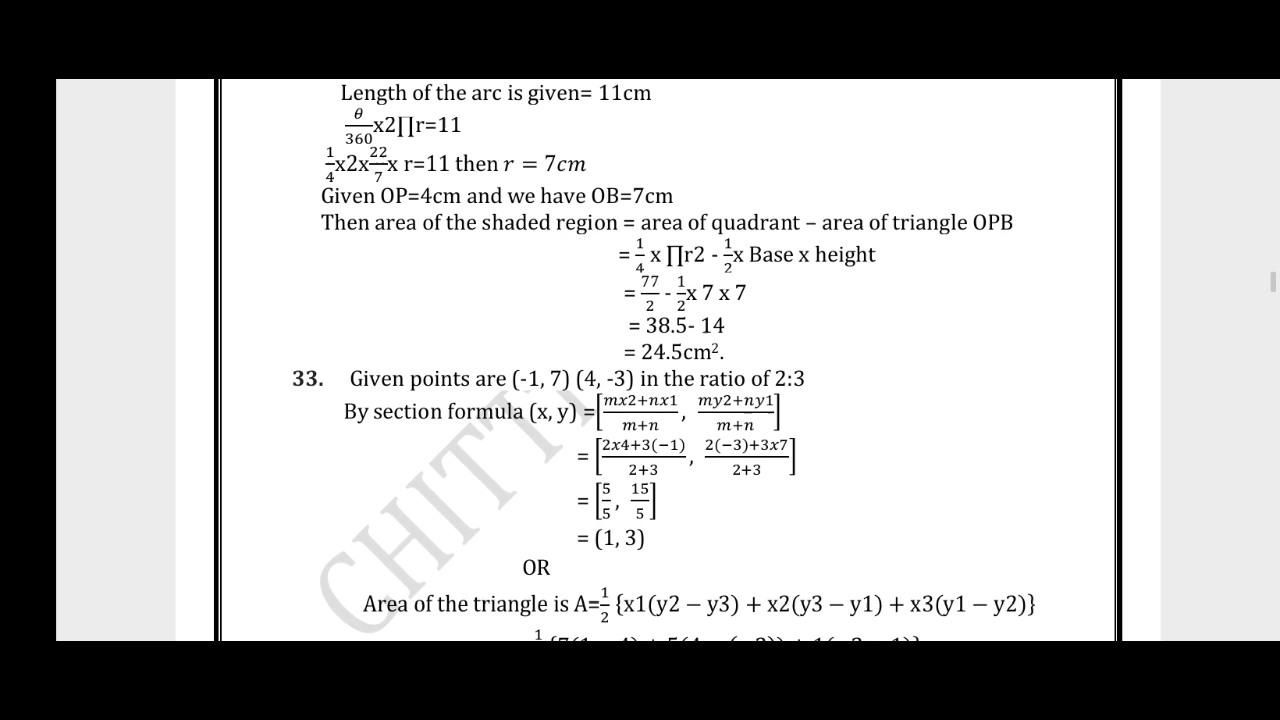 Length of the arc is given= 11cm
θ/360 x2∏r=11
1/4 x2x 22/7 x r=11 then r = 7cm
Given OP=4cm and we have OB=7cm
Then area of the shaded region = area of quadrant – area of triangle OPB
= 1/4 x ∏r2 - 1/2 x Base x height
= 77/2 - 1/2 x 7 x 7
= 38.5- 14
= 24.5cm².
33. Given points are (-1, 7) (4, -3) in the ratio of 2:3
By section formula (x, y) =[mx2+nx1/m+n, my2+ny1/m+n]
= [2x4+3(−1)/2+3, 2(−3)+3x7/2+3]
= [5/5, 15/5]
= (1, 3)
OR
Area of the triangle is A=1/2 {x1(y2 − y3) + x2(y3 − y1) + x3(y1 − y2)}
CHITT